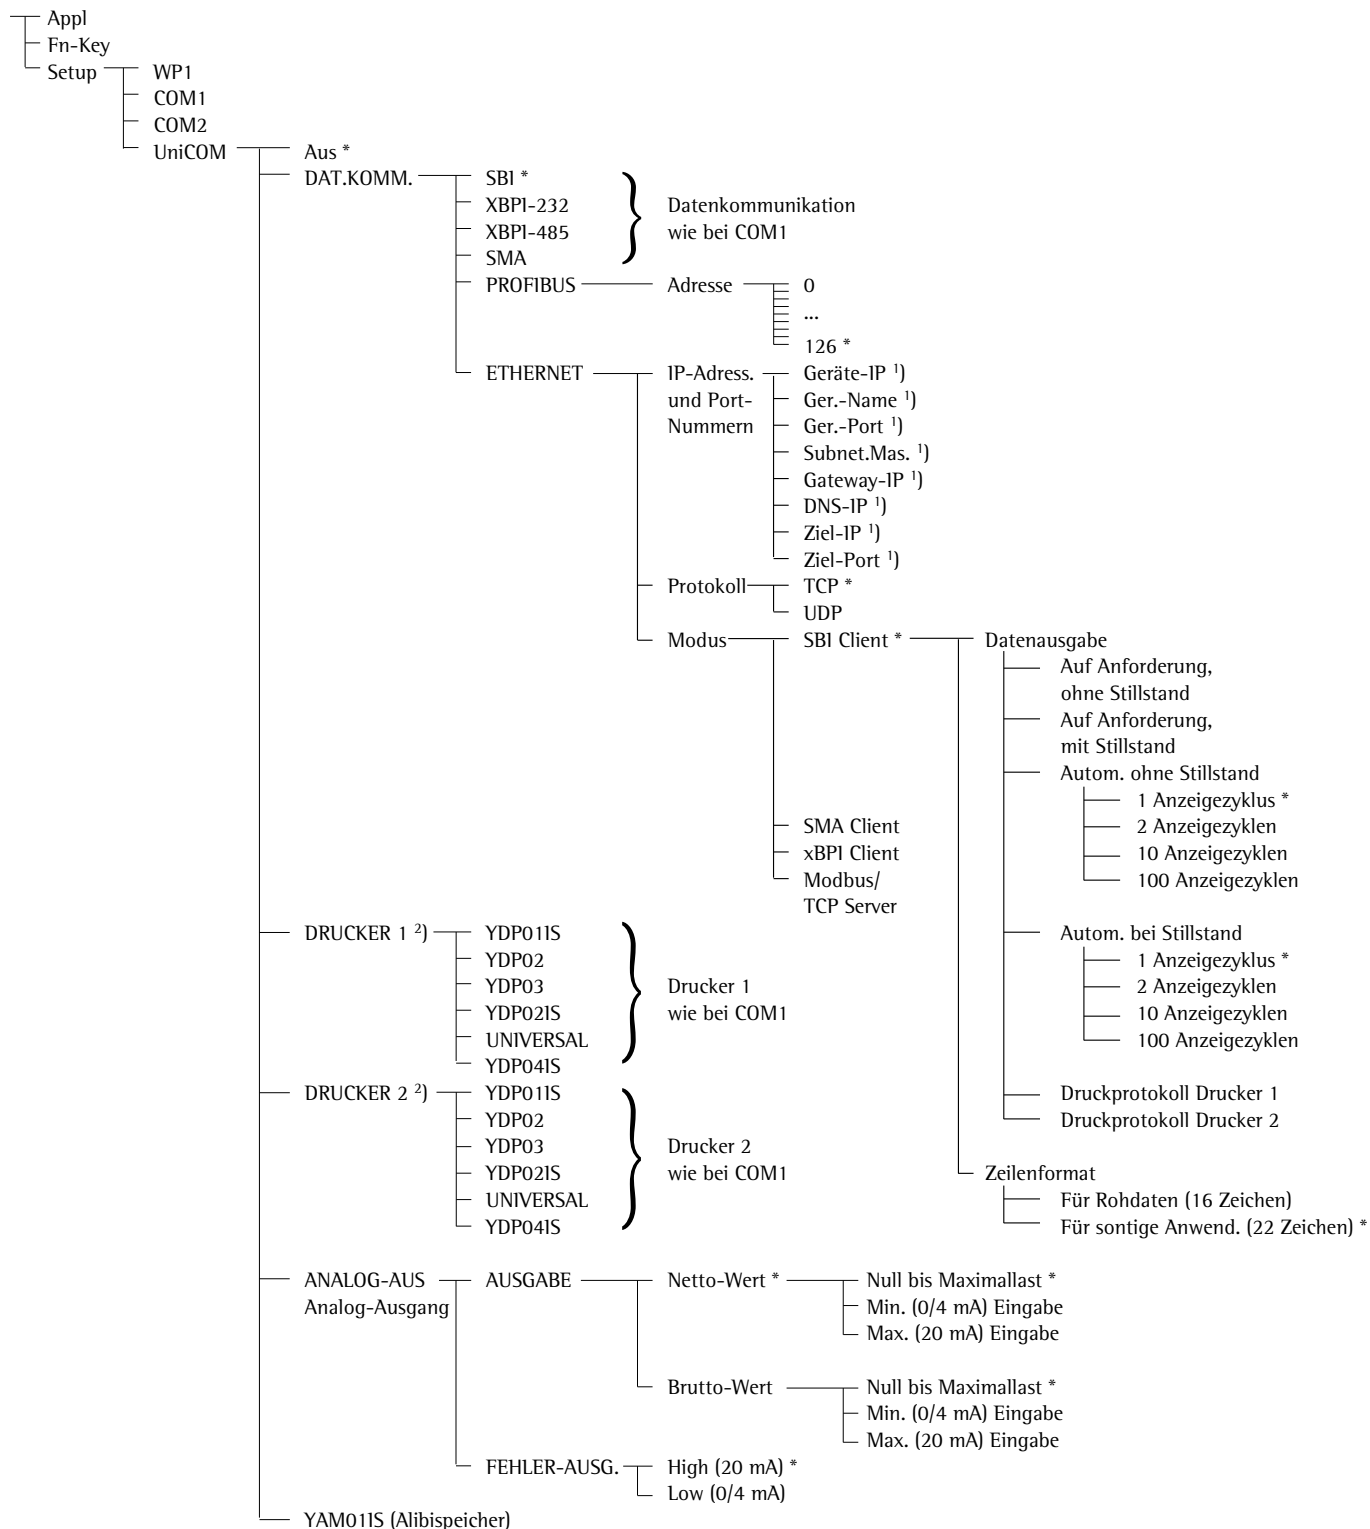 Appl
Fn-Key
Setup
WP1
COM1
COM2
UniCOM
Aus *
DAT.KOMM.
SBI *
XBPI-232
XBPI-485
SMA
Datenkommunikation
wie bei COM1
PROFIBUS
Adresse
0
...
126 *
ETHERNET
IP-Adress.
und Port-
Nummern
Geräte-IP ¹)
Ger.-Name ¹)
Ger.-Port ¹)
Subnet.Mas. ¹)
Gateway-IP ¹)
DNS-IP ¹)
Ziel-IP ¹)
Ziel-Port ¹)
Protokoll
TCP *
UDP
Modus
SBI Client *
Datenausgabe
Auf Anforderung,
ohne Stillstand
Auf Anforderung,
mit Stillstand
Autom. ohne Stillstand
1 Anzeigezyklus *
2 Anzeigezyklen
10 Anzeigezyklen
100 Anzeigezyklen
Autom. bei Stillstand
1 Anzeigezyklus *
2 Anzeigezyklen
10 Anzeigezyklen
100 Anzeigezyklen
Druckprotokoll Drucker 1
Druckprotokoll Drucker 2
Zeilenformat
Für Rohdaten (16 Zeichen)
Für sontige Anwend. (22 Zeichen) *
SMA Client
xBPI Client
Modbus/
TCP Server
DRUCKER 1 ²)
YDP01IS
YDP02
YDP03
YDP02IS
UNIVERSAL
YDP04IS
Drucker 1
wie bei COM1
DRUCKER 2 ²)
YDP01IS
YDP02
YDP03
YDP02IS
UNIVERSAL
YDP04IS
Drucker 2
wie bei COM1
ANALOG-AUS
Analog-Ausgang
AUSGABE
Netto-Wert *
Null bis Maximallast *
Min. (0/4 mA) Eingabe
Max. (20 mA) Eingabe
Brutto-Wert
Null bis Maximallast *
Min. (0/4 mA) Eingabe
Max. (20 mA) Eingabe
FEHLER-AUSG.
High (20 mA) *
Low (0/4 mA)
YAM01IS (Alibispeicher)